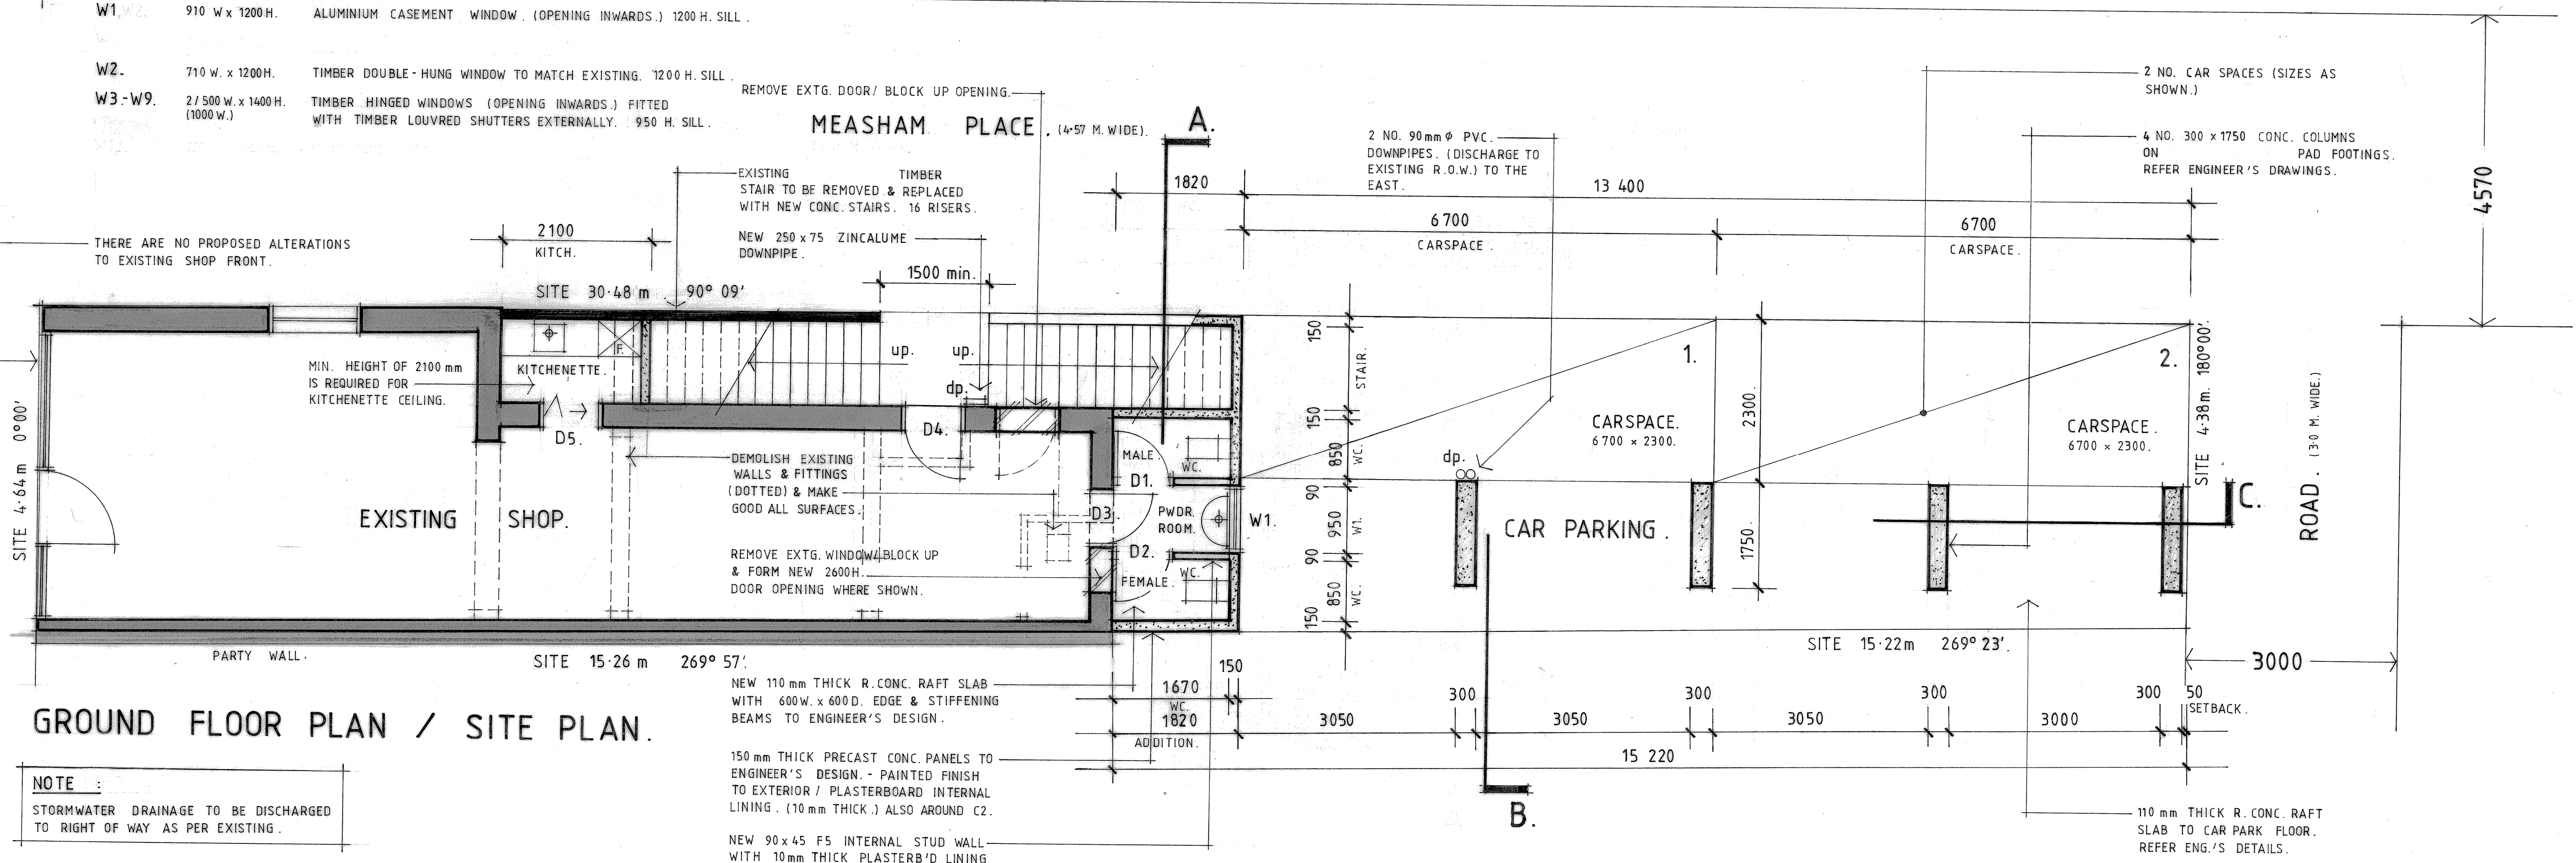 W1. 910 W x 1200 H. ALUMINIUM CASEMENT WINDOW. (OPENING INWARDS.) 1200 H. SILL.
W2. 710 W. x 1200 H. TIMBER DOUBLE-HUNG WINDOW TO MATCH EXISTING. 1200 H. SILL.
W3.-W9. 2/500 W. x 1400 H. TIMBER HINGED WINDOWS (OPENING INWARDS.) FITTED
(1000 W.) WITH TIMBER LOUVRED SHUTTERS EXTERNALLY. 950 H. SILL.
REMOVE EXTG. DOOR/ BLOCK UP OPENING.
MEASHAM PLACE. (4·57 M. WIDE).
A.
2 NO. CAR SPACES (SIZES AS
SHOWN.)
2 NO. 90mm Φ PVC.
DOWNPIPES. (DISCHARGE TO
EXISTING R.O.W.) TO THE
EAST.
4 NO. 300 x 1750 CONC. COLUMNS
ON PAD FOOTINGS.
REFER ENGINEER'S DRAWINGS.
4570
EXISTING TIMBER
STAIR TO BE REMOVED & REPLACED
WITH NEW CONC. STAIRS. 16 RISERS.
1820
13 400
6700
CARSPACE.
6700
CARSPACE.
THERE ARE NO PROPOSED ALTERATIONS
TO EXISTING SHOP FRONT.
2100
KITCH.
NEW 250 x 75 ZINCALUME
DOWNPIPE.
1500 min.
SITE 30·48 m 90° 09'
MIN. HEIGHT OF 2100 mm
IS REQUIRED FOR
KITCHENETTE CEILING.
F.
KITCHENETTE.
up.
up.
dp.
D5.
D4.
150
STAIR.
150
850
WC.
90
950
W1.
90
850
WC.
150
1.
2.
2300
1750
CARSPACE.
6700 x 2300.
CARSPACE.
6700 x 2300.
SITE 4·38m. 180°00'.
ROAD. (3·0 M. WIDE.)
SITE 4·64m 0°00'
DEMOLISH EXISTING
WALLS & FITTINGS
(DOTTED) & MAKE
GOOD ALL SURFACES.
MALE.
WC.
D1.
D3.
PWDR.
ROOM.
W1.
D2.
WC.
FEMALE.
dp.
EXISTING SHOP.
CAR PARKING.
C.
REMOVE EXTG. WINDOW/BLOCK UP
& FORM NEW 2600H.
DOOR OPENING WHERE SHOWN.
PARTY WALL.
SITE 15·26 m 269° 57'.
SITE 15·22m 269° 23'.
3000
NEW 110 mm THICK R.CONC. RAFT SLAB
WITH 600W. x 600 D. EDGE & STIFFENING
BEAMS TO ENGINEER'S DESIGN.
150
1670
WC.
1820
ADDITION.
3050
300
3050
300
3050
300
3000
300
50
SETBACK.
15 220
GROUND FLOOR PLAN / SITE PLAN.
150 mm THICK PRECAST CONC. PANELS TO
ENGINEER'S DESIGN. - PAINTED FINISH
TO EXTERIOR / PLASTERBOARD INTERNAL
LINING. (10 mm THICK.) ALSO AROUND C2.
B.
NOTE :
STORMWATER DRAINAGE TO BE DISCHARGED
TO RIGHT OF WAY AS PER EXISTING.
NEW 90 x 45 F5 INTERNAL STUD WALL
WITH 10mm THICK PLASTERB'D LINING
110 mm THICK R. CONC. RAFT
SLAB TO CAR PARK FLOOR.
REFER ENG.'S DETAILS.